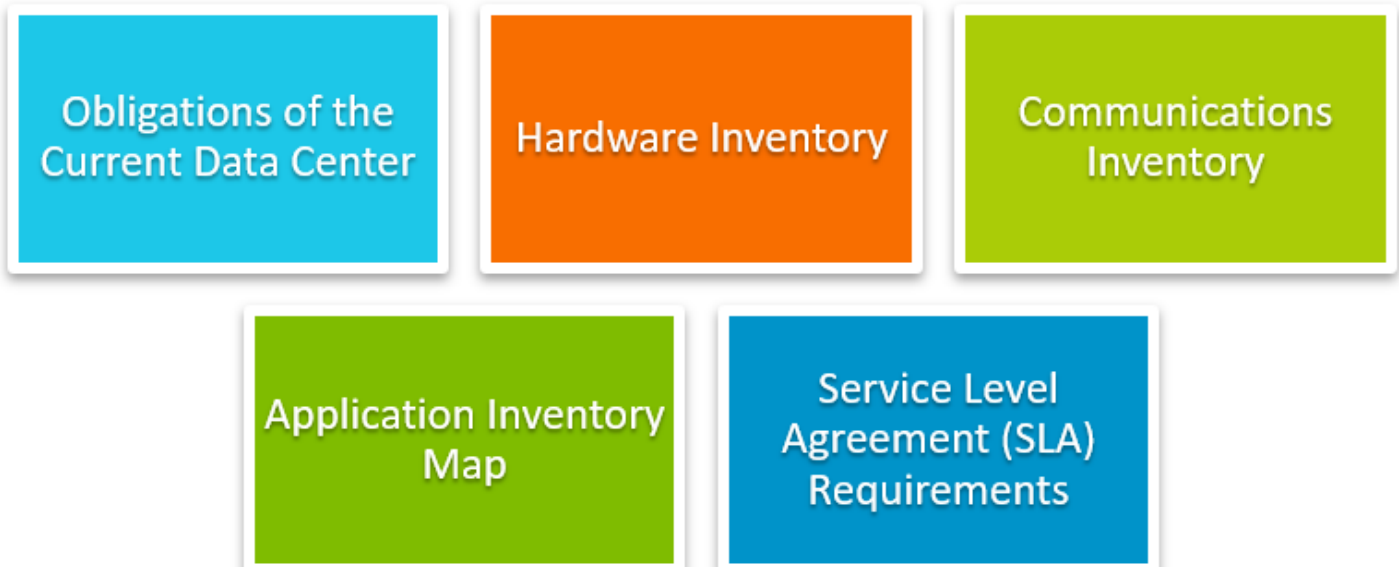 Obligations of the
Current Data Center
Hardware Inventory
Communications
Inventory
Application Inventory
Map
Service Level
Agreement (SLA)
Requirements